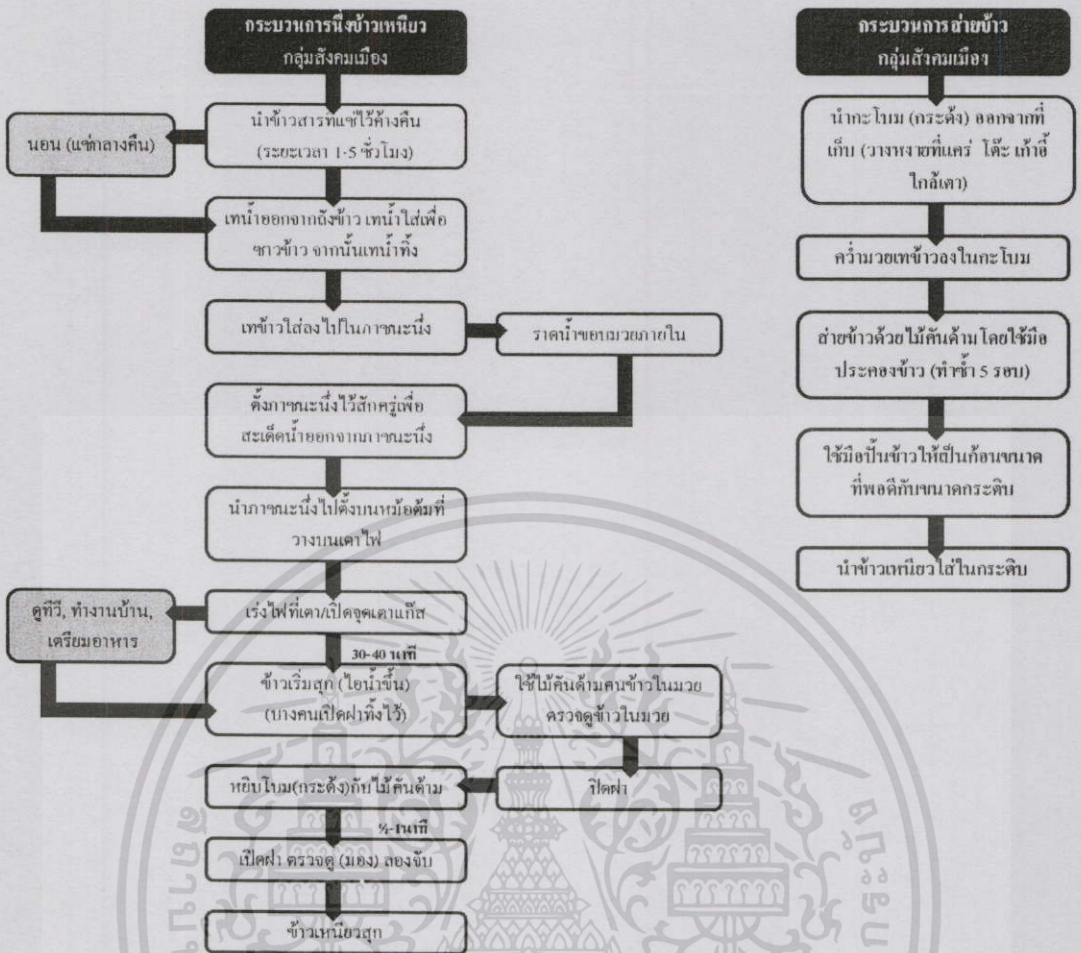 กระบวนการนึ่งข้าวเหนียว
กลุ่มสังคมเมือง
นำข้าวสารที่แช่ไว้ค้างคืน
(ระยะเวลา 1-5 ชั่วโมง)
นอน (แช่กลางคืน)
เทน้ำออกจากถังข้าว เทน้ำใส่เพื่อ
ซาวข้าว จากนั้นเทน้ำทิ้ง
เทข้าวใส่ลงไปในภาชนะนึ่ง
ราดน้ำขอบมวยภายใน
ตั้งภาชนะนึ่งไว้สักครู่เพื่อ
สะเด็ดน้ำออกจากภาชนะนึ่ง
นำภาชนะนึ่งไปตั้งบนหม้อต้มที่
วางบนเตาไฟ
เร่งไฟที่เตา/เปิดจุดเตาแก๊ส
ดูทีวี, ทำงานบ้าน,
เตรียมอาหาร
30-40 นาที
ข้าวเริ่มสุก (ไอน้ำขึ้น)
(บางคนเปิดฝาทิ้งไว้)
ใช้ไม้คันด้ามคนข้าวในมวย
ตรวจดูข้าวในมวย
ปิดฝา
หยิบโบม(กระด้ง)กับไม้คันด้าม
½-1นาที
เปิดฝา ตรวจดู (มอง) ลองจับ
ข้าวเหนียวสุก
กระบวนการส่ายข้าว
กลุ่มสังคมเมือง
นำกะโบม (กระด้ง) ออกจากที่
เก็บ (วางหงายที่แคร่ โต๊ะ เก้าอี้
ใกล้เตา)
คว่ำมวยเทข้าวลงในกะโบม
ส่ายข้าวด้วยไม้คันด้ามโดยใช้มือ
ประคองข้าว (ทำซ้ำ 5 รอบ)
ใช้มือปั้นข้าวให้เป็นก้อนขนาด
ที่พอดีกับขนาดกระติบ
นำข้าวเหนียวใส่ในกระติบ